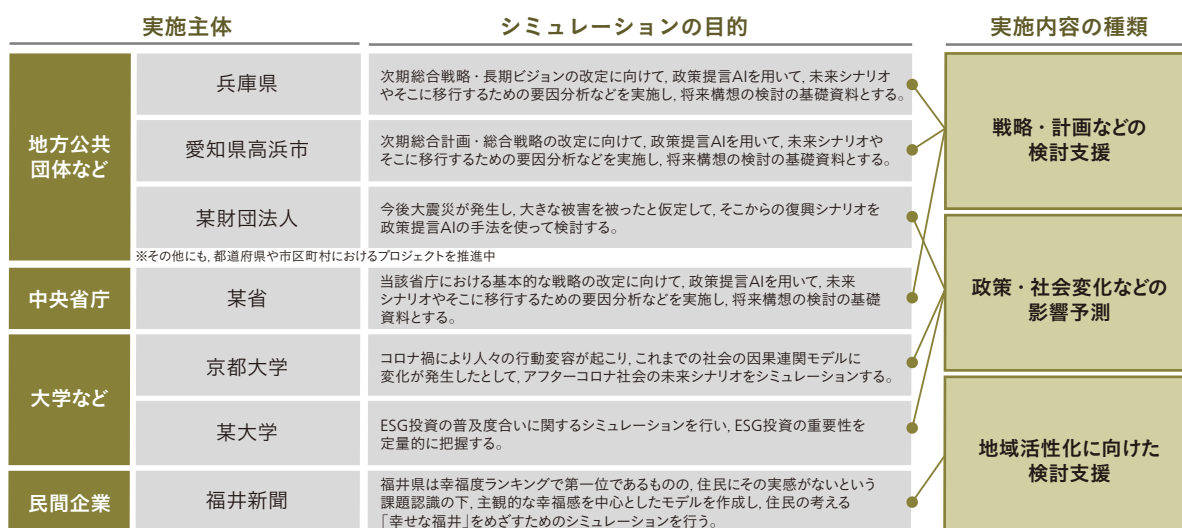 実施主体
シミュレーションの目的
実施内容の種類
地方公共
団体など
兵庫県
次期総合戦略・長期ビジョンの改定に向けて, 政策提言AIを用いて, 未来シナリオ
やそこに移行するための要因分析などを実施し, 将来構想の検討の基礎資料とする。
愛知県高浜市
次期総合計画・総合戦略の改定に向けて, 政策提言AIを用いて, 未来シナリオや
そこに移行するための要因分析などを実施し, 将来構想の検討の基礎資料とする。
某財団法人
今後大震災が発生し, 大きな被害を被ったと仮定して, そこからの復興シナリオを
政策提言AIの手法を使って検討する。
※その他にも, 都道府県や市区町村におけるプロジェクトを推進中
中央省庁
某省
当該省庁における基本的な戦略の改定に向けて, 政策提言AIを用いて, 未来
シナリオやそこに移行するための要因分析などを実施し, 将来構想の検討の基礎
資料とする。
大学など
京都大学
コロナ禍により人々の行動変容が起こり, これまでの社会の因果連関モデルに
変化が発生したとして, アフターコロナ社会の未来シナリオをシミュレーションする。
某大学
ESG投資の普及度合いに関するシミュレーションを行い, ESG投資の重要性を
定量的に把握する。
民間企業
福井新聞
福井県は幸福度ランキングで第一位であるものの, 住民にその実感がないという
課題認識の下, 主観的な幸福感を中心としたモデルを作成し, 住民の考える
「幸せな福井」をめざすためのシミュレーションを行う。
戦略・計画などの
検討支援
政策・社会変化などの
影響予測
地域活性化に向けた
検討支援